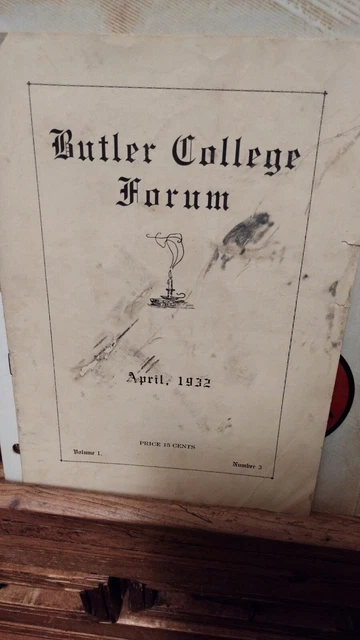 Butler College
Forum
April, 1932
PRICE 15 CENTS
Volume 1.
Number 3